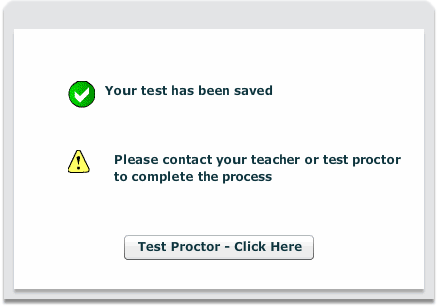 Your test has been saved
Please contact your teacher or test proctor
to complete the process
Test Proctor - Click Here